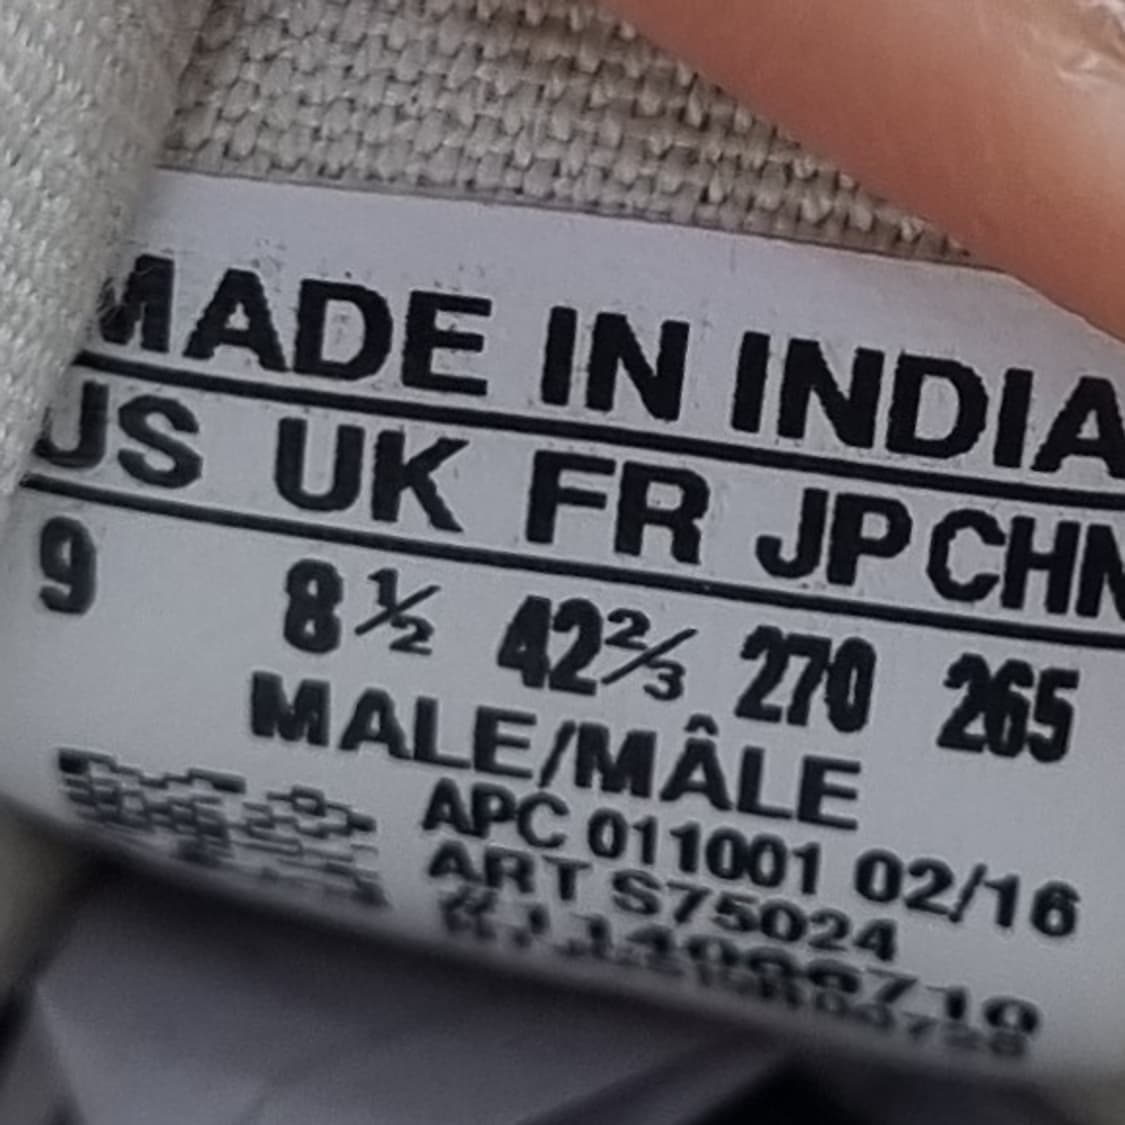 MADE IN INDIA
US UK FR JP CHN
9 8½ 42⅔ 270 265
MALE/MÂLE
APC 011001 02/16
ART S75024